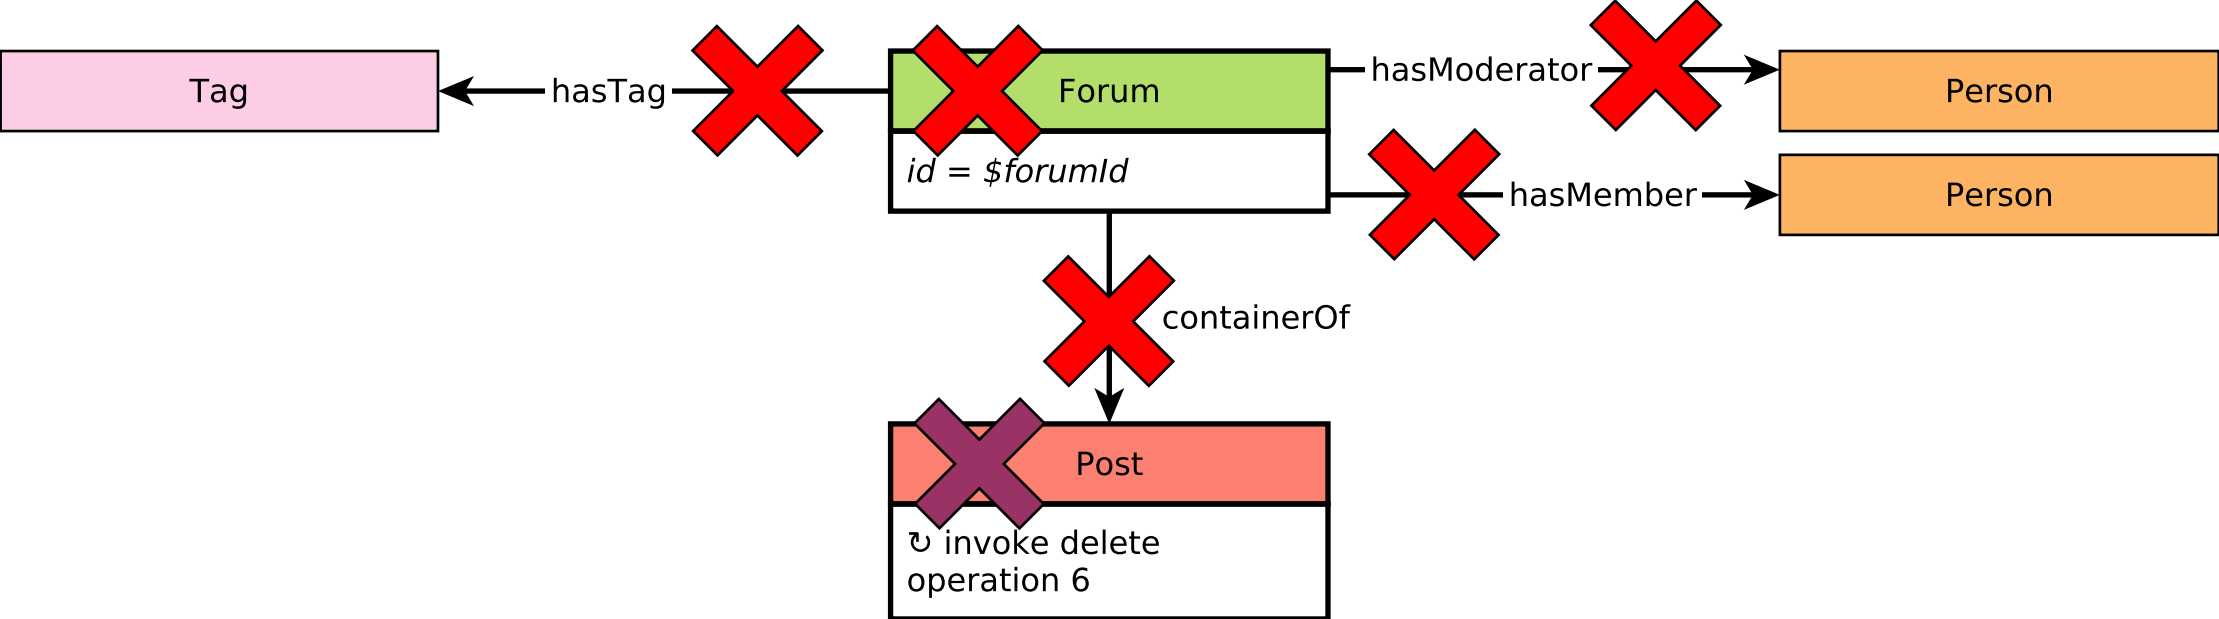 Tag
hasTag
Forum
id = $forumId
hasModerator
Person
hasMember
Person
containerOf
Post
↻ invoke delete
operation 6